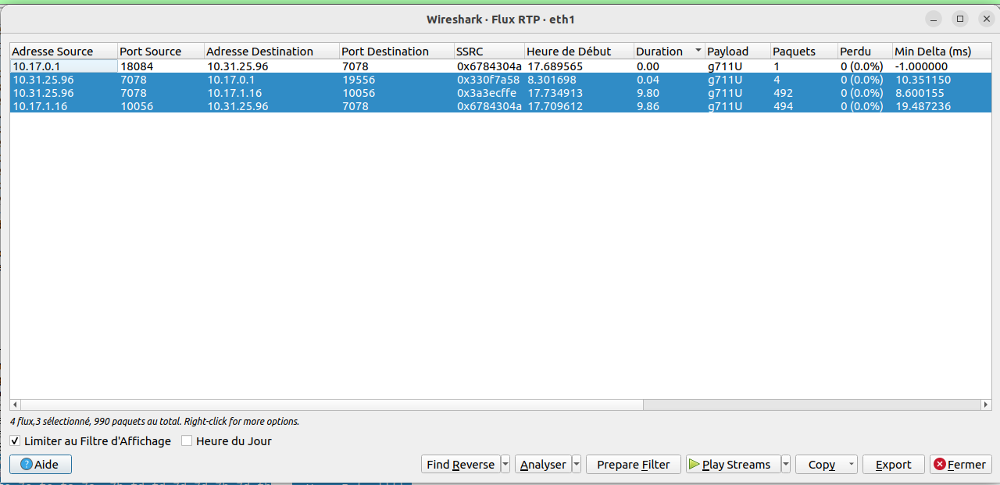 Wireshark · Flux RTP · eth1
Adresse Source Port Source Adresse Destination Port Destination SSRC Heure de Début Duration Payload Paquets Perdu Min Delta (ms)
10.17.0.1 18084 10.31.25.96 7078 0x6784304a 17.689565 0.00 g711U 1 0 (0.0%) -1.000000
10.31.25.96 7078 10.17.0.1 19556 0x330f7a58 8.301698 0.04 g711U 4 0 (0.0%) 10.351150
10.31.25.96 7078 10.17.1.16 10056 0x3a3ecffe 17.734913 9.80 g711U 492 0 (0.0%) 8.600155
10.17.1.16 10056 10.31.25.96 7078 0x6784304a 17.709612 9.86 g711U 494 0 (0.0%) 19.487236
4 flux,3 sélectionné, 990 paquets au total. Right-click for more options.
Limiter au Filtre d'Affichage Heure du Jour
Aide Find Reverse Analyser Prepare Filter Play Streams Copy Export Fermer